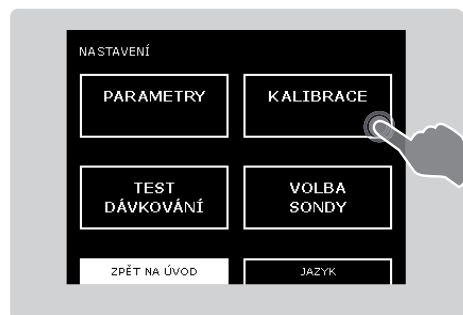 NASTAVENÍ
PARAMETRY
KALIBRACE
TEST
DÁVKOVÁNÍ
VOLBA
SONDY
ZPĚT NA ÚVOD
JAZYK